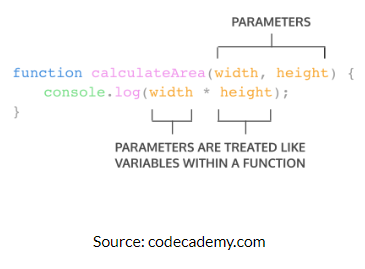 PARAMETERS
function calculateArea(width, height) {
console.log(width * height);
}
PARAMETERS ARE TREATED LIKE
VARIABLES WITHIN A FUNCTION
Source: codecademy.com